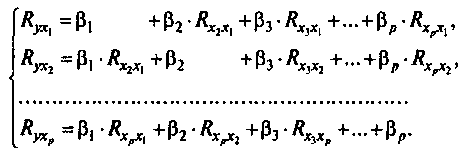 R_{yx_1} = β_1 + β_2 · R_{x_2x_1} + β_3 · R_{x_3x_1} + ... + β_p · R_{x_px_1},
R_{yx_2} = β_1 · R_{x_2x_1} + β_2 + β_3 · R_{x_3x_2} + ... + β_p · R_{x_px_2},
........................................................
R_{yx_p} = β_1 · R_{x_px_1} + β_2 · R_{x_px_2} + β_3 · R_{x_3x_p} + ... + β_p.